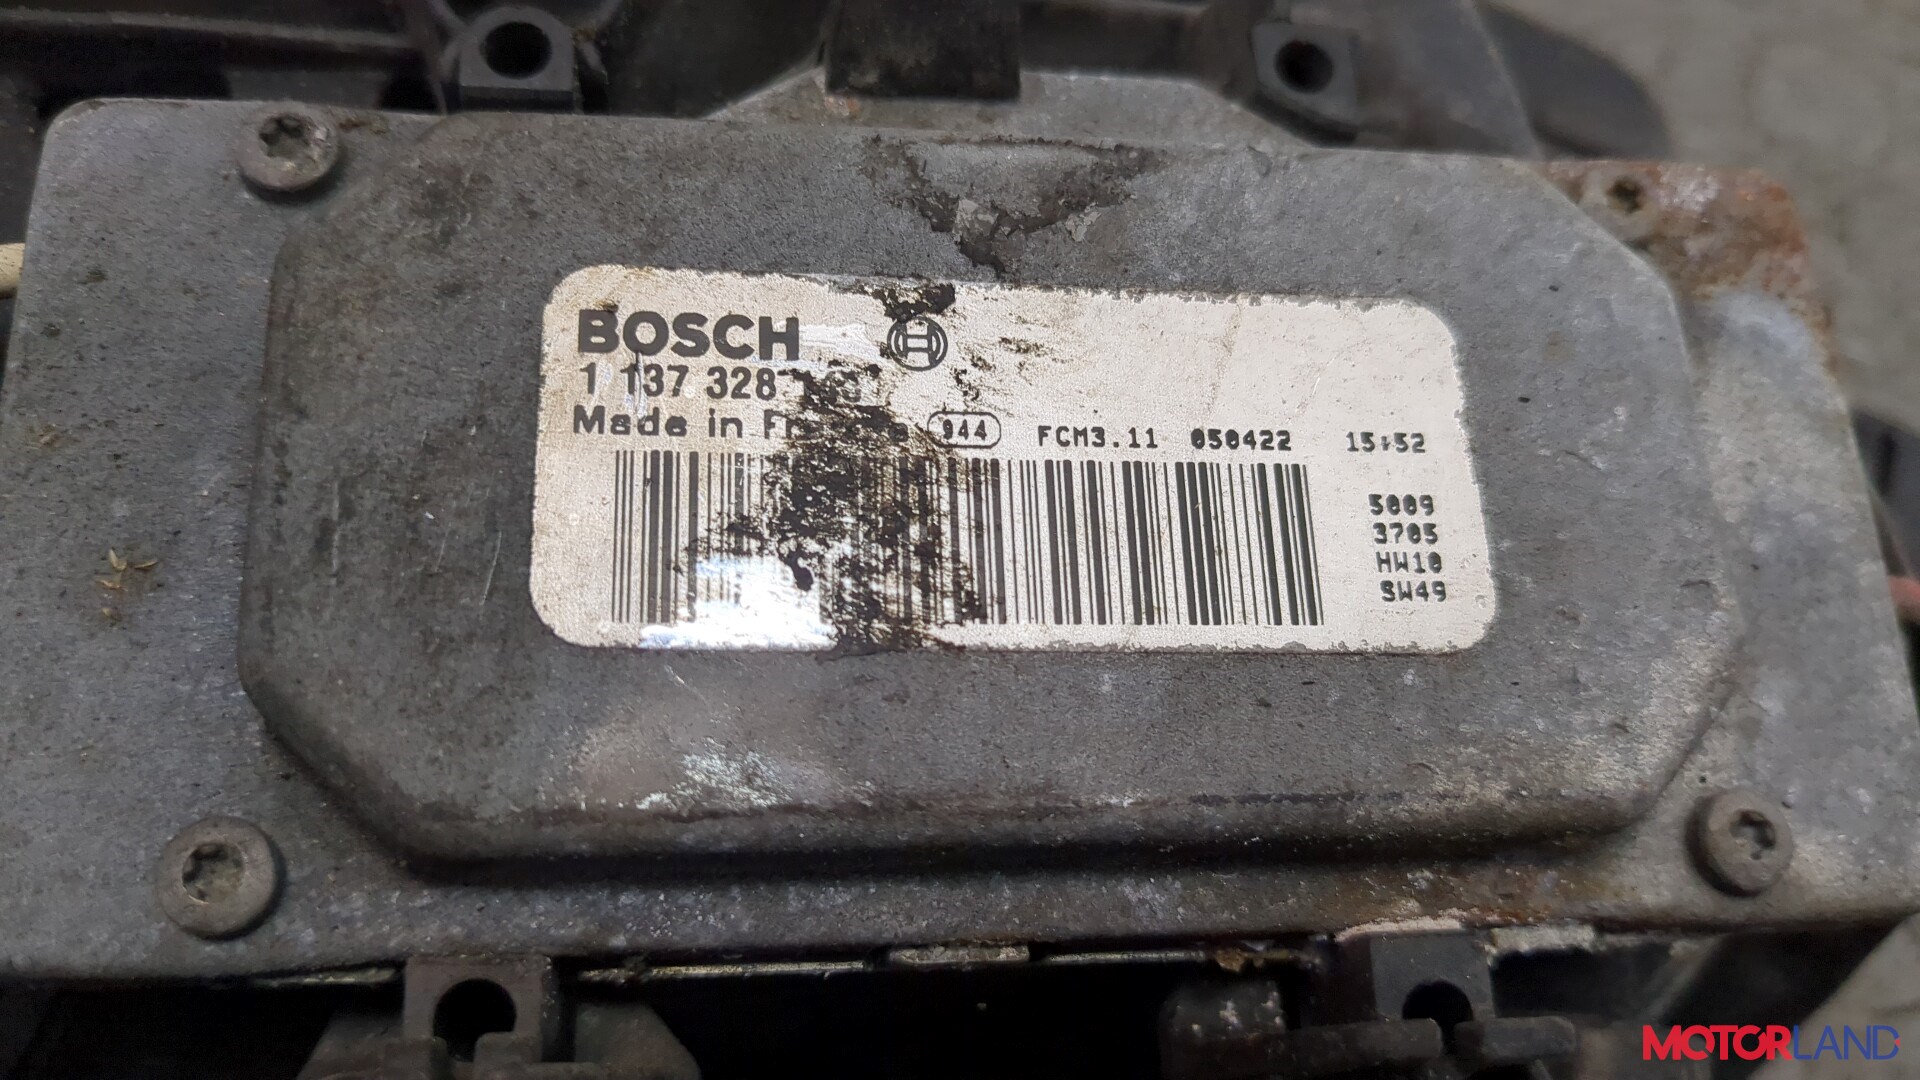 BOSCH
1 137 328
Made in
944 FCM3.11 050422 15:52
5009
3705
HW10
SW49
MOTORLAND